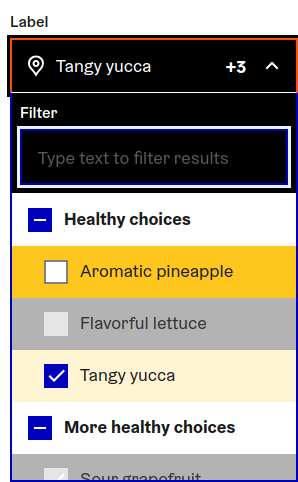 Label
Tangy yucca +3
Filter
Type text to filter results
Healthy choices
Aromatic pineapple
Flavorful lettuce
Tangy yucca
More healthy choices
Sour grapefruit